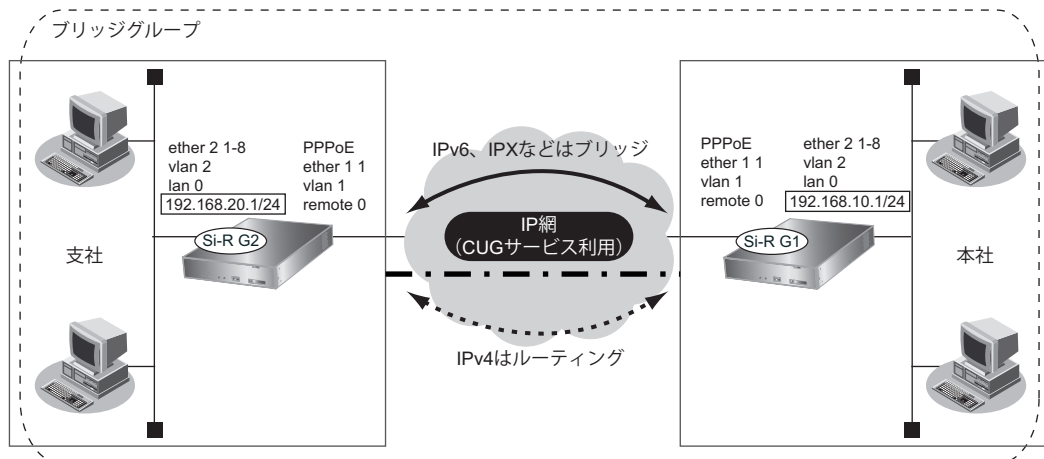 ブリッジグループ
ether 2 1-8
vlan 2
lan 0
192.168.20.1/24
PPPoE
ether 1 1
vlan 1
remote 0
Si-R G2
支社
IPv6、IPXなどはブリッジ
IP網
（CUGサービス利用）
IPv4はルーティング
PPPoE
ether 1 1
vlan 1
remote 0
ether 2 1-8
vlan 2
lan 0
192.168.10.1/24
Si-R G1
本社